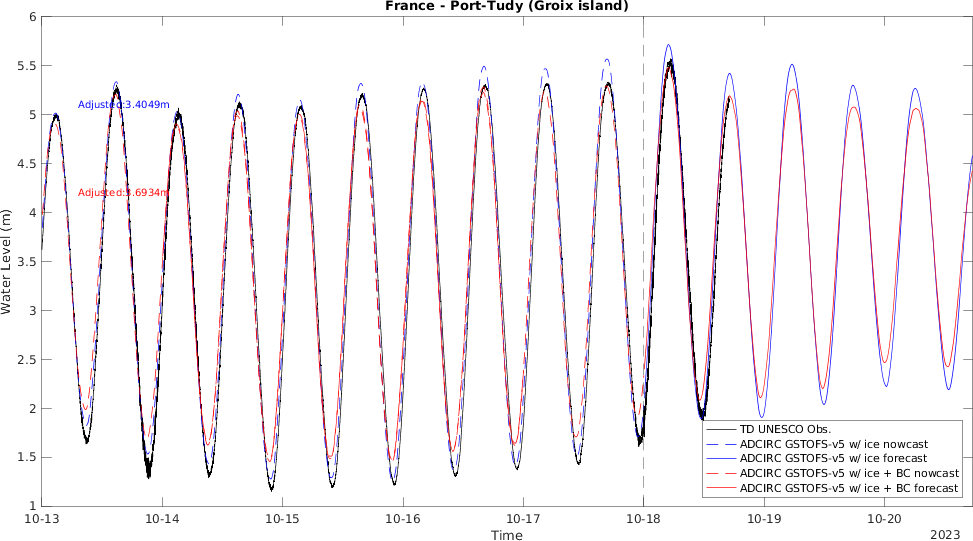 France - Port-Tudy (Groix island)
6
5.5
5
4.5
4
3.5
3
2.5
2
1.5
1
Water Level (m)
Adjusted:3.4049m
Adjusted:3.6934m
TD UNESCO Obs.
ADCIRC GSTOFS-v5 w/ ice nowcast
ADCIRC GSTOFS-v5 w/ ice forecast
ADCIRC GSTOFS-v5 w/ ice + BC nowcast
ADCIRC GSTOFS-v5 w/ ice + BC forecast
10-13 10-14 10-15 10-16 10-17 10-18 10-19 10-20
Time
2023